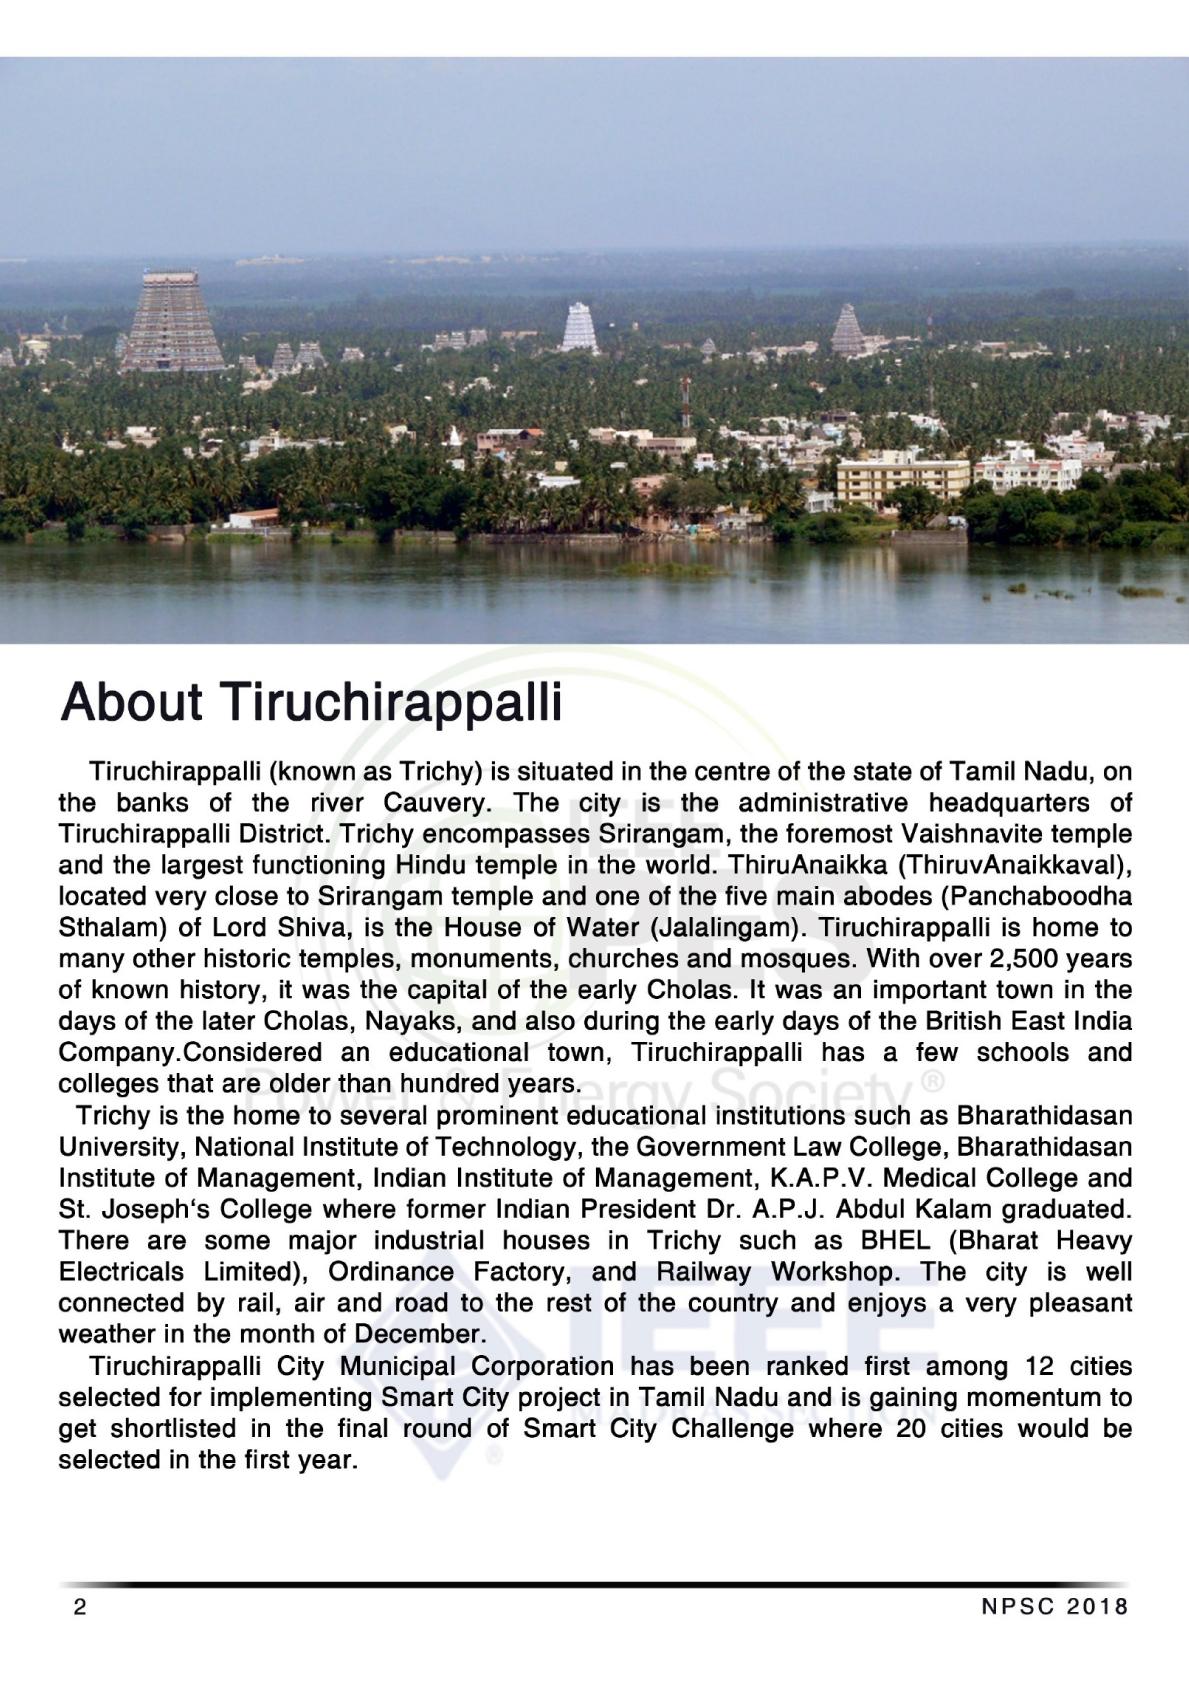 About Tiruchirappalli
Tiruchirappalli (known as Trichy) is situated in the centre of the state of Tamil Nadu, on
the banks of the river Cauvery. The city is the administrative headquarters of
Tiruchirappalli District. Trichy encompasses Srirangam, the foremost Vaishnavite temple
and the largest functioning Hindu temple in the world. ThiruAnaikka (ThiruvAnaikkaval),
located very close to Srirangam temple and one of the five main abodes (Panchaboodha
Sthalam) of Lord Shiva, is the House of Water (Jalalingam). Tiruchirappalli is home to
many other historic temples, monuments, churches and mosques. With over 2,500 years
of known history, it was the capital of the early Cholas. It was an important town in the
days of the later Cholas, Nayaks, and also during the early days of the British East India
Company.Considered an educational town, Tiruchirappalli has a few schools and
colleges that are older than hundred years.
Trichy is the home to several prominent educational institutions such as Bharathidasan
University, National Institute of Technology, the Government Law College, Bharathidasan
Institute of Management, Indian Institute of Management, K.A.P.V. Medical College and
St. Joseph‘s College where former Indian President Dr. A.P.J. Abdul Kalam graduated.
There are some major industrial houses in Trichy such as BHEL (Bharat Heavy
Electricals Limited), Ordinance Factory, and Railway Workshop. The city is well
connected by rail, air and road to the rest of the country and enjoys a very pleasant
weather in the month of December.
Tiruchirappalli City Municipal Corporation has been ranked first among 12 cities
selected for implementing Smart City project in Tamil Nadu and is gaining momentum to
get shortlisted in the final round of Smart City Challenge where 20 cities would be
selected in the first year.
IEEE
PES
Power & Energy Society®
IEEE
MADRAS SECTION
®
2
NPSC 2018